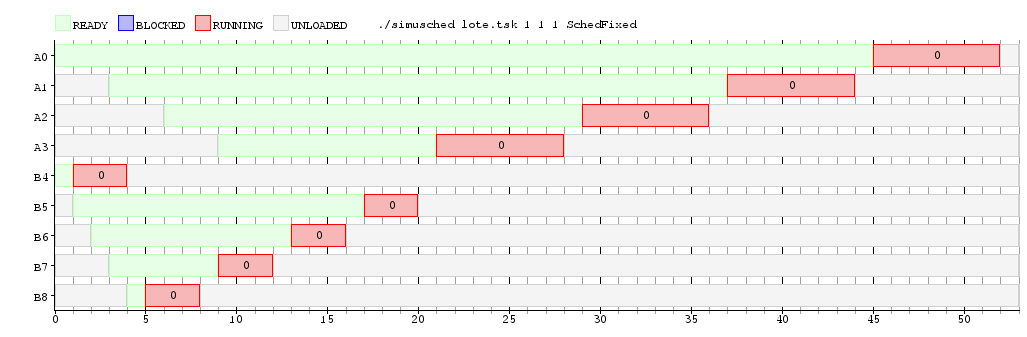 READY BLOCKED RUNNING UNLOADED ./simusched lote.tsk 1 1 1 SchedFixed
A0 0
A1 0
A2 0
A3 0
B4 0
B5 0
B6 0
B7 0
B8 0
0 5 10 15 20 25 30 35 40 45 50